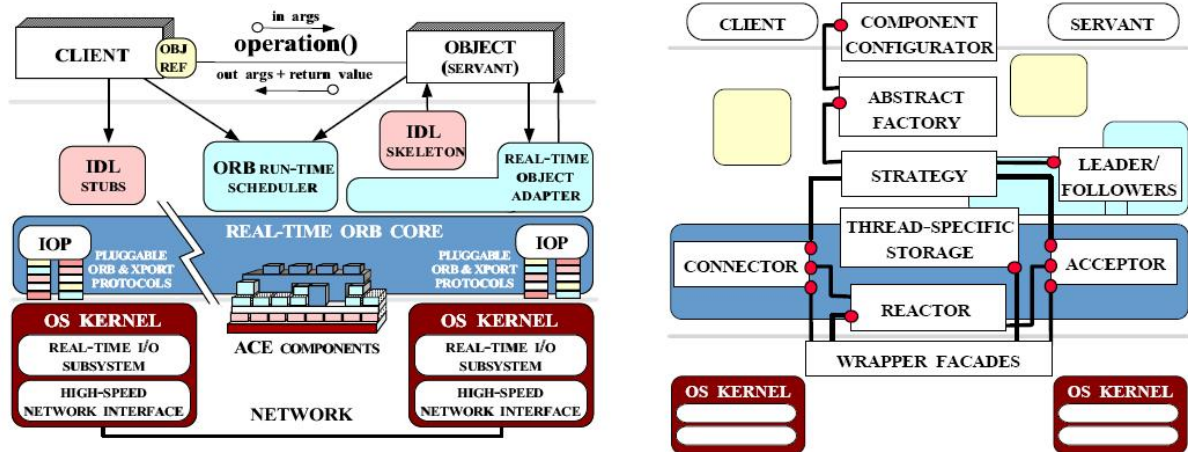 in args
operation()
out args + return value
CLIENT
OBJ
REF
OBJECT
(SERVANT)
IDL
STUBS
ORB RUN-TIME
SCHEDULER
IDL
SKELETON
REAL-TIME
OBJECT
ADAPTER
REAL-TIME ORB CORE
IOP
PLUGGABLE
ORB & XPORT
PROTOCOLS
IOP
PLUGGABLE
ORB & XPORT
PROTOCOLS
OS KERNEL
REAL-TIME I/O
SUBSYSTEM
HIGH-SPEED
NETWORK INTERFACE
ACE COMPONENTS
NETWORK
OS KERNEL
REAL-TIME I/O
SUBSYSTEM
HIGH-SPEED
NETWORK INTERFACE
CLIENT
COMPONENT
CONFIGURATOR
SERVANT
ABSTRACT
FACTORY
STRATEGY
LEADER/
FOLLOWERS
THREAD-SPECIFIC
STORAGE
CONNECTOR
ACCEPTOR
REACTOR
WRAPPER FACADES
OS KERNEL
OS KERNEL